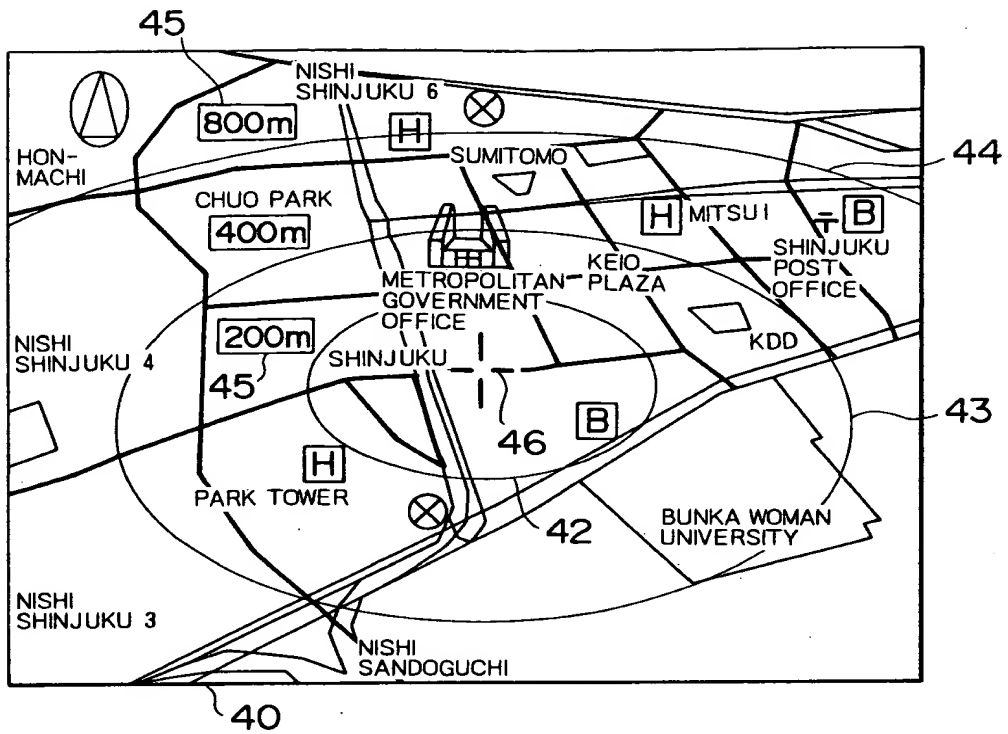 45
NISHI
SHINJUKU 6
800m
H
HON-
MACHI
SUMITOMO
44
CHUO PARK
400m
H
MITSUI
B
SHINJUKU
POST
OFFICE
KEIO
PLAZA
METROPOLITAN
GOVERNMENT
OFFICE
200m
NISHI
SHINJUKU 4
SHINJUKU
KDD
45
46
B
43
H
PARK TOWER
42
BUNKA WOMAN
UNIVERSITY
NISHI
SHINJUKU 3
NISHI
SANDOGUCHI
40